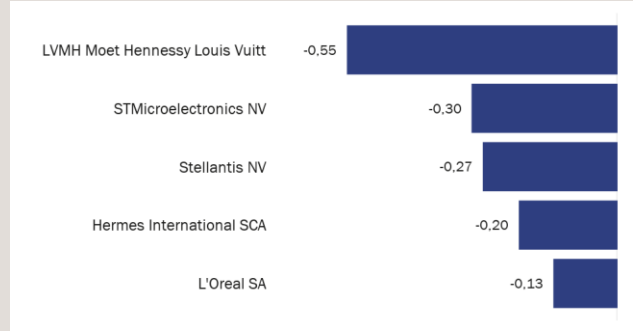 LVMH Moet Hennessy Louis Vuitt -0,55
STMicroelectronics NV -0,30
Stellantis NV -0,27
Hermes International SCA -0,20
L'Oreal SA -0,13